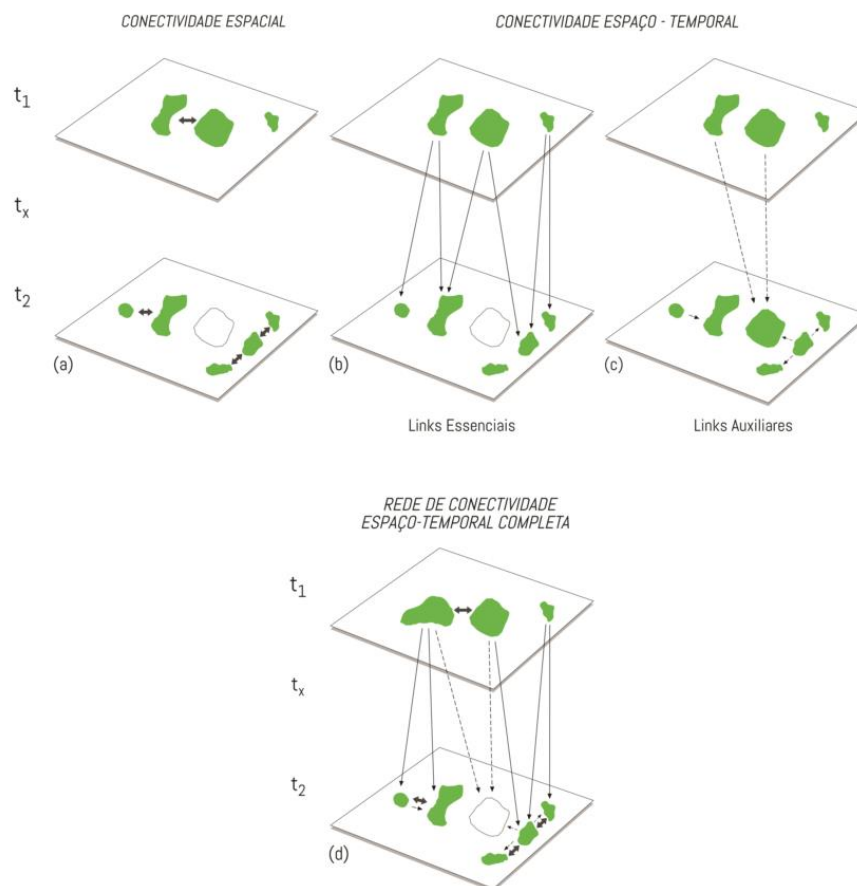 CONECTIVIDADE ESPACIAL
CONECTIVIDADE ESPAÇO - TEMPORAL
t1
tx
t2
(a)
(b)
(c)
Links Essenciais
Links Auxiliares
REDE DE CONECTIVIDADE
ESPAÇO-TEMPORAL COMPLETA
t1
tx
t2
(d)